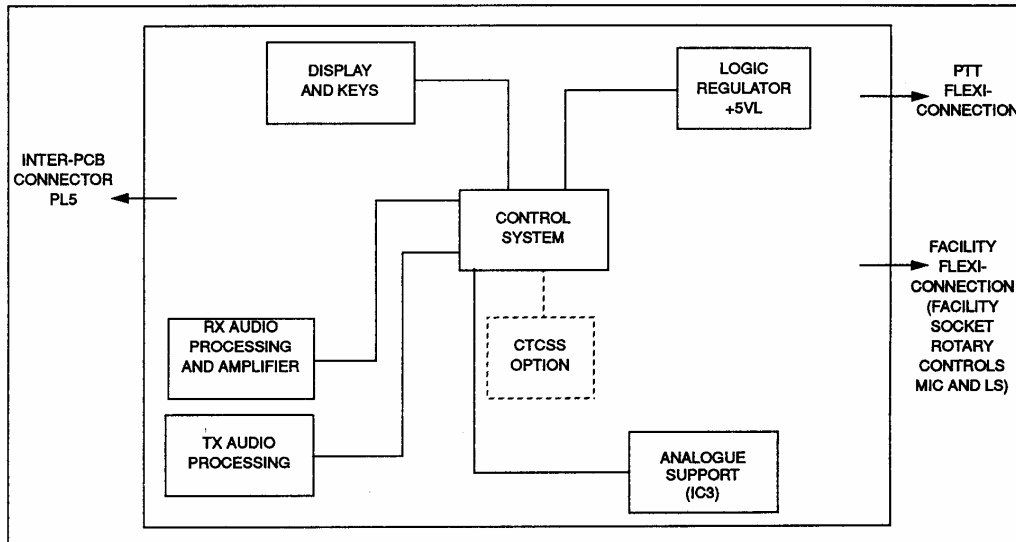 DISPLAY
AND KEYS
LOGIC
REGULATOR
+5VL
PTT
FLEXI-
CONNECTION
INTER-PCB
CONNECTOR
PL5
CONTROL
SYSTEM
FACILITY
FLEXI-
CONNECTION
(FACILITY
SOCKET
ROTARY
CONTROLS
MIC AND LS)
RX AUDIO
PROCESSING
AND AMPLIFIER
CTCSS
OPTION
TX AUDIO
PROCESSING
ANALOGUE
SUPPORT
(IC3)